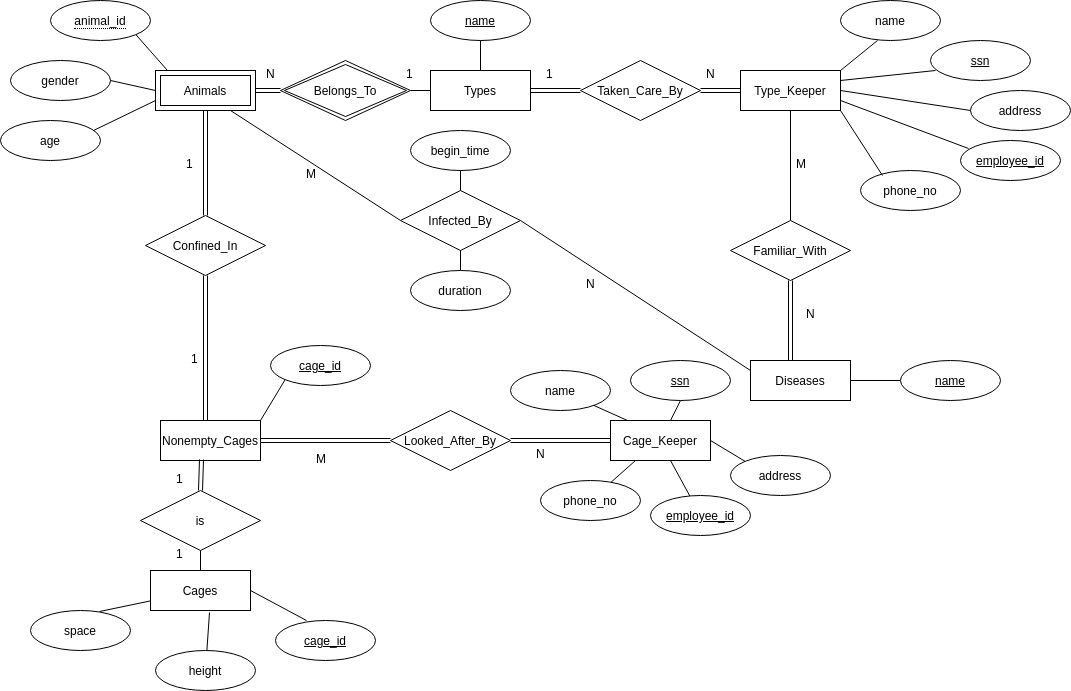 animal_id
name
name
gender
Animals
N
Belongs_To
1
Types
1
Taken_Care_By
N
Type_Keeper
ssn
address
age
begin_time
employee_id
1
M
M
phone_no
Infected_By
Confined_In
Familiar_With
duration
N
N
1
cage_id
name
ssn
Diseases
name
Nonempty_Cages
M
Looked_After_By
N
Cage_Keeper
address
1
phone_no
employee_id
is
1
Cages
space
cage_id
height